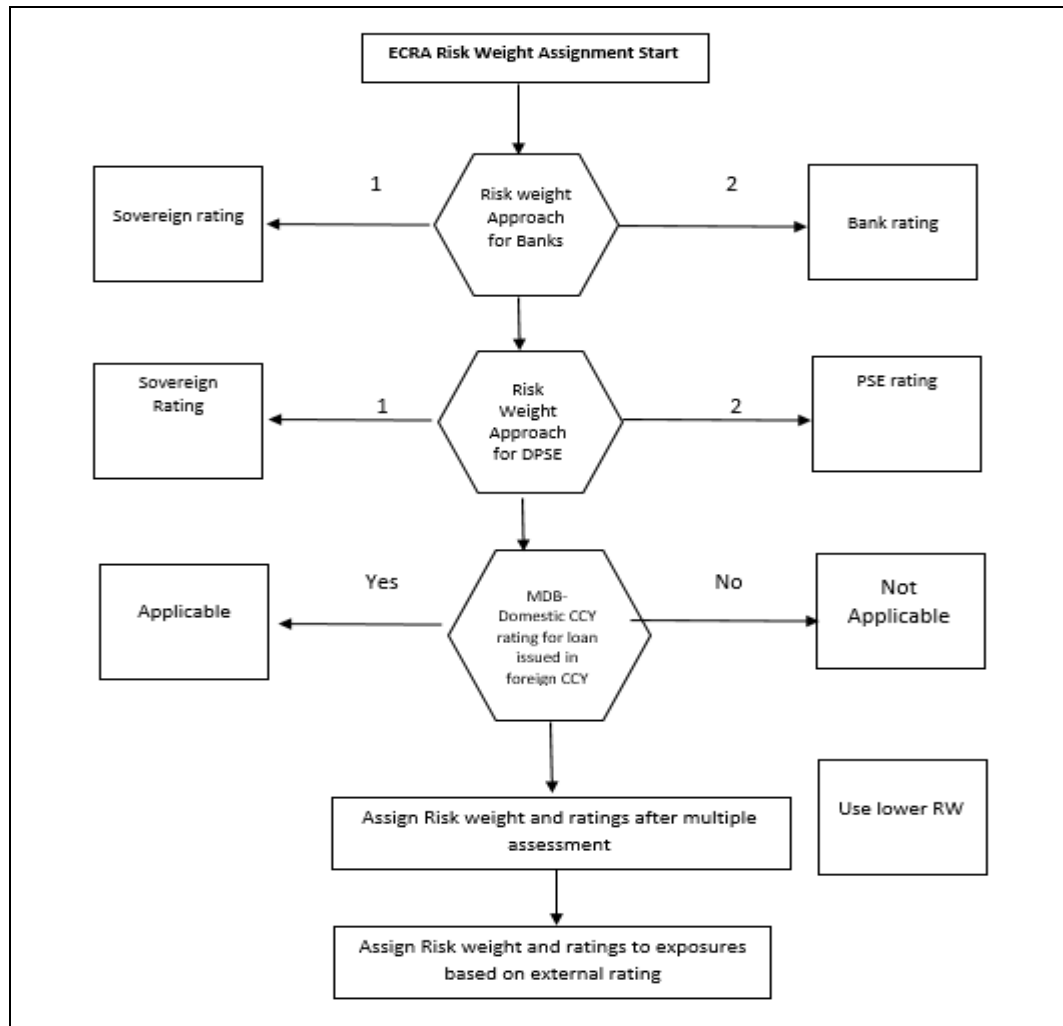 ECRA Risk Weight Assignment Start
1
2
Sovereign rating
Risk weight
Approach
for Banks
Bank rating
Sovereign
Rating
1
Risk
Weight
Approach
for DPSE
2
PSE rating
Yes
No
Applicable
MDB-
Domestic CCY
rating for loan
issued in
foreign CCY
Not
Applicable
Assign Risk weight and ratings after multiple
assessment
Use lower RW
Assign Risk weight and ratings to exposures
based on external rating